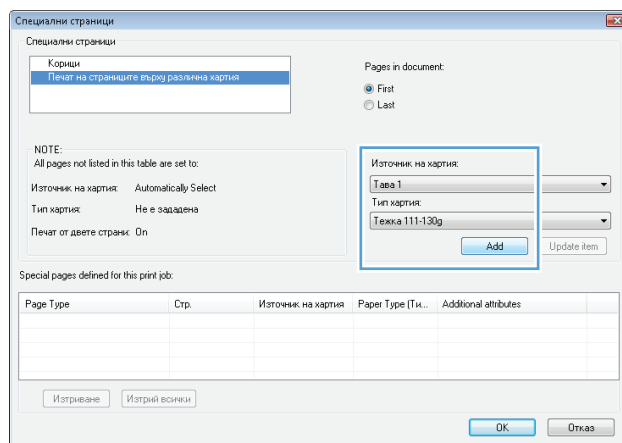 Специални страници
Специални страници
Корици
Печат на страниците върху различна хартия
Pages in document:
First
Last
NOTE:
All pages not listed in this table are set to:
Източник на хартия: Automatically Select
Тип хартия: Не е зададена
Печат от двете страни: On
Източник на хартия:
Тава 1
Тип хартия:
Тежка 111-130g
Add
Update item
Special pages defined for this print job:
Page Type Стр. Източник на хартия Paper Type (Ти... Additional attributes
Изтриване Изтрий всички
OK Отказ